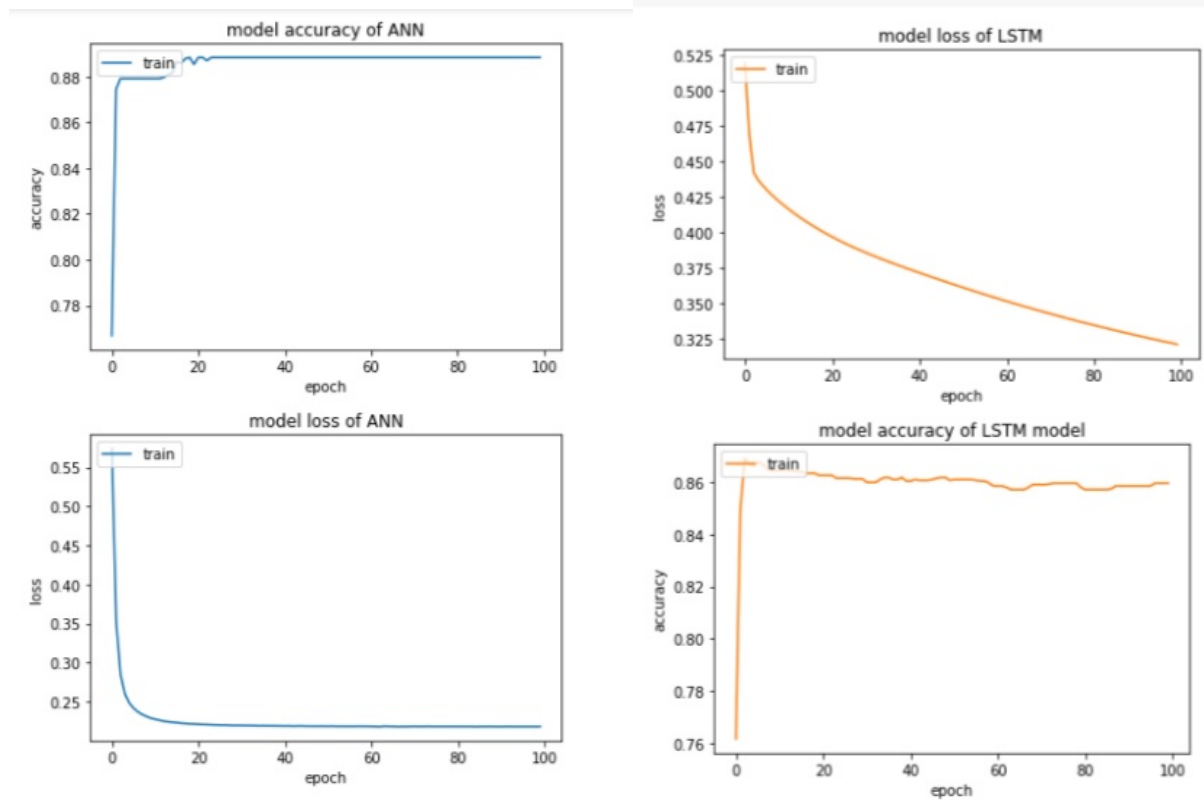 model accuracy of ANN
train
0.88
0.86
0.84
0.82
0.80
0.78
accuracy
0 20 40 60 80 100
epoch
model loss of LSTM
train
0.525
0.500
0.475
0.450
0.425
0.400
0.375
0.350
0.325
loss
0 20 40 60 80 100
epoch
model loss of ANN
train
0.55
0.50
0.45
0.40
0.35
0.30
0.25
loss
0 20 40 60 80 100
epoch
model accuracy of LSTM model
train
0.86
0.84
0.82
0.80
0.78
0.76
accuracy
0 20 40 60 80 100
epoch